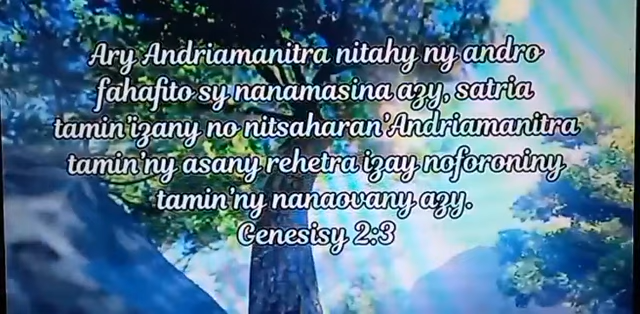 Ary Andriamanitra nitahy ny andro
fahafito sy nanamasina azy, satria
tamin'izany no nitsaharan'Andriamanitra
tamin'ny asany rehetra izay noforoniny
tamin'ny nanaovany azy.
Genesisy 2:3